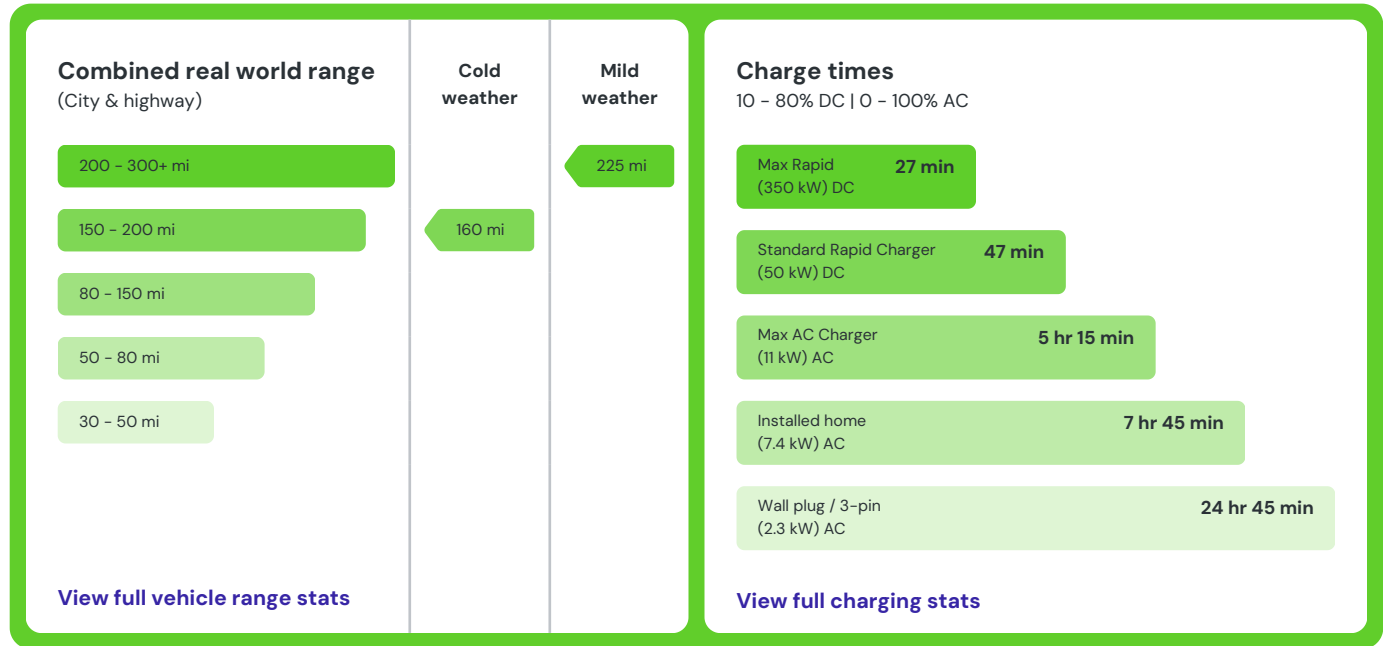 Combined real world range
(City & highway)
Cold
weather
Mild
weather
200 - 300+ mi
225 mi
150 - 200 mi
160 mi
80 - 150 mi
50 - 80 mi
30 - 50 mi
View full vehicle range stats
Charge times
10 - 80% DC | 0 - 100% AC
Max Rapid
(350 kW) DC
27 min
Standard Rapid Charger
(50 kW) DC
47 min
Max AC Charger
(11 kW) AC
5 hr 15 min
Installed home
(7.4 kW) AC
7 hr 45 min
Wall plug / 3-pin
(2.3 kW) AC
24 hr 45 min
View full charging stats